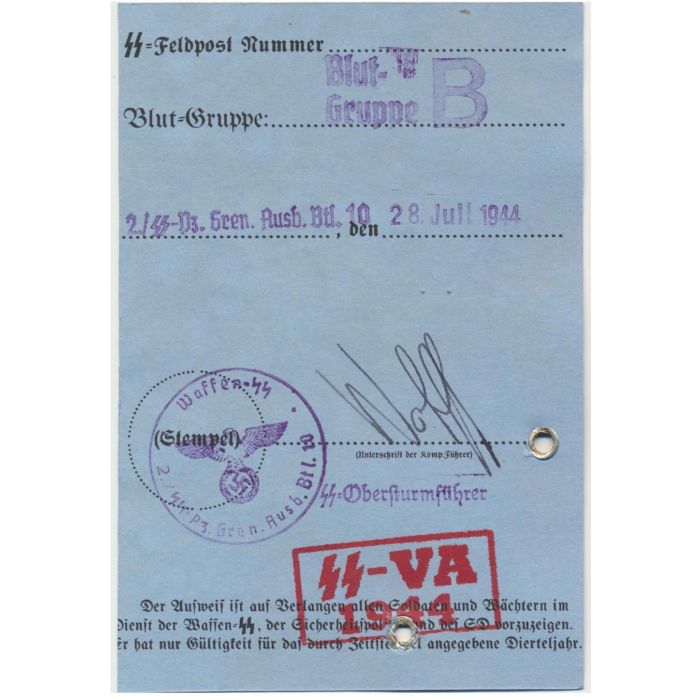 SS-Feldpost Nummer
Blut-
Gruppe B
Blut-Gruppe:
2./SS-Pz. Gren. Ausb. Btl. 10, den 28. Juli 1944
Wolff
Waffen-SS
(Stempel)
2./SS-Pz. Gren. Ausb. Btl. 10
(Unterschrift der Komp.Führer)
SS-Obersturmführer
SS-VA
1944
Der Ausweis ist auf Verlangen allen Soldaten und Wächtern im
Dienst der Waffen-SS, der und des SD vorzuzeigen.
Er hat nur Gültigkeit für das durch angegebene Vierteljahr.